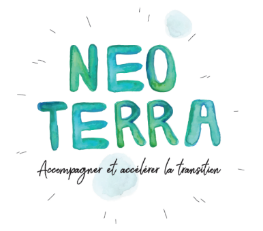 NEO
TERRA
Accompagner et accélérer la transition